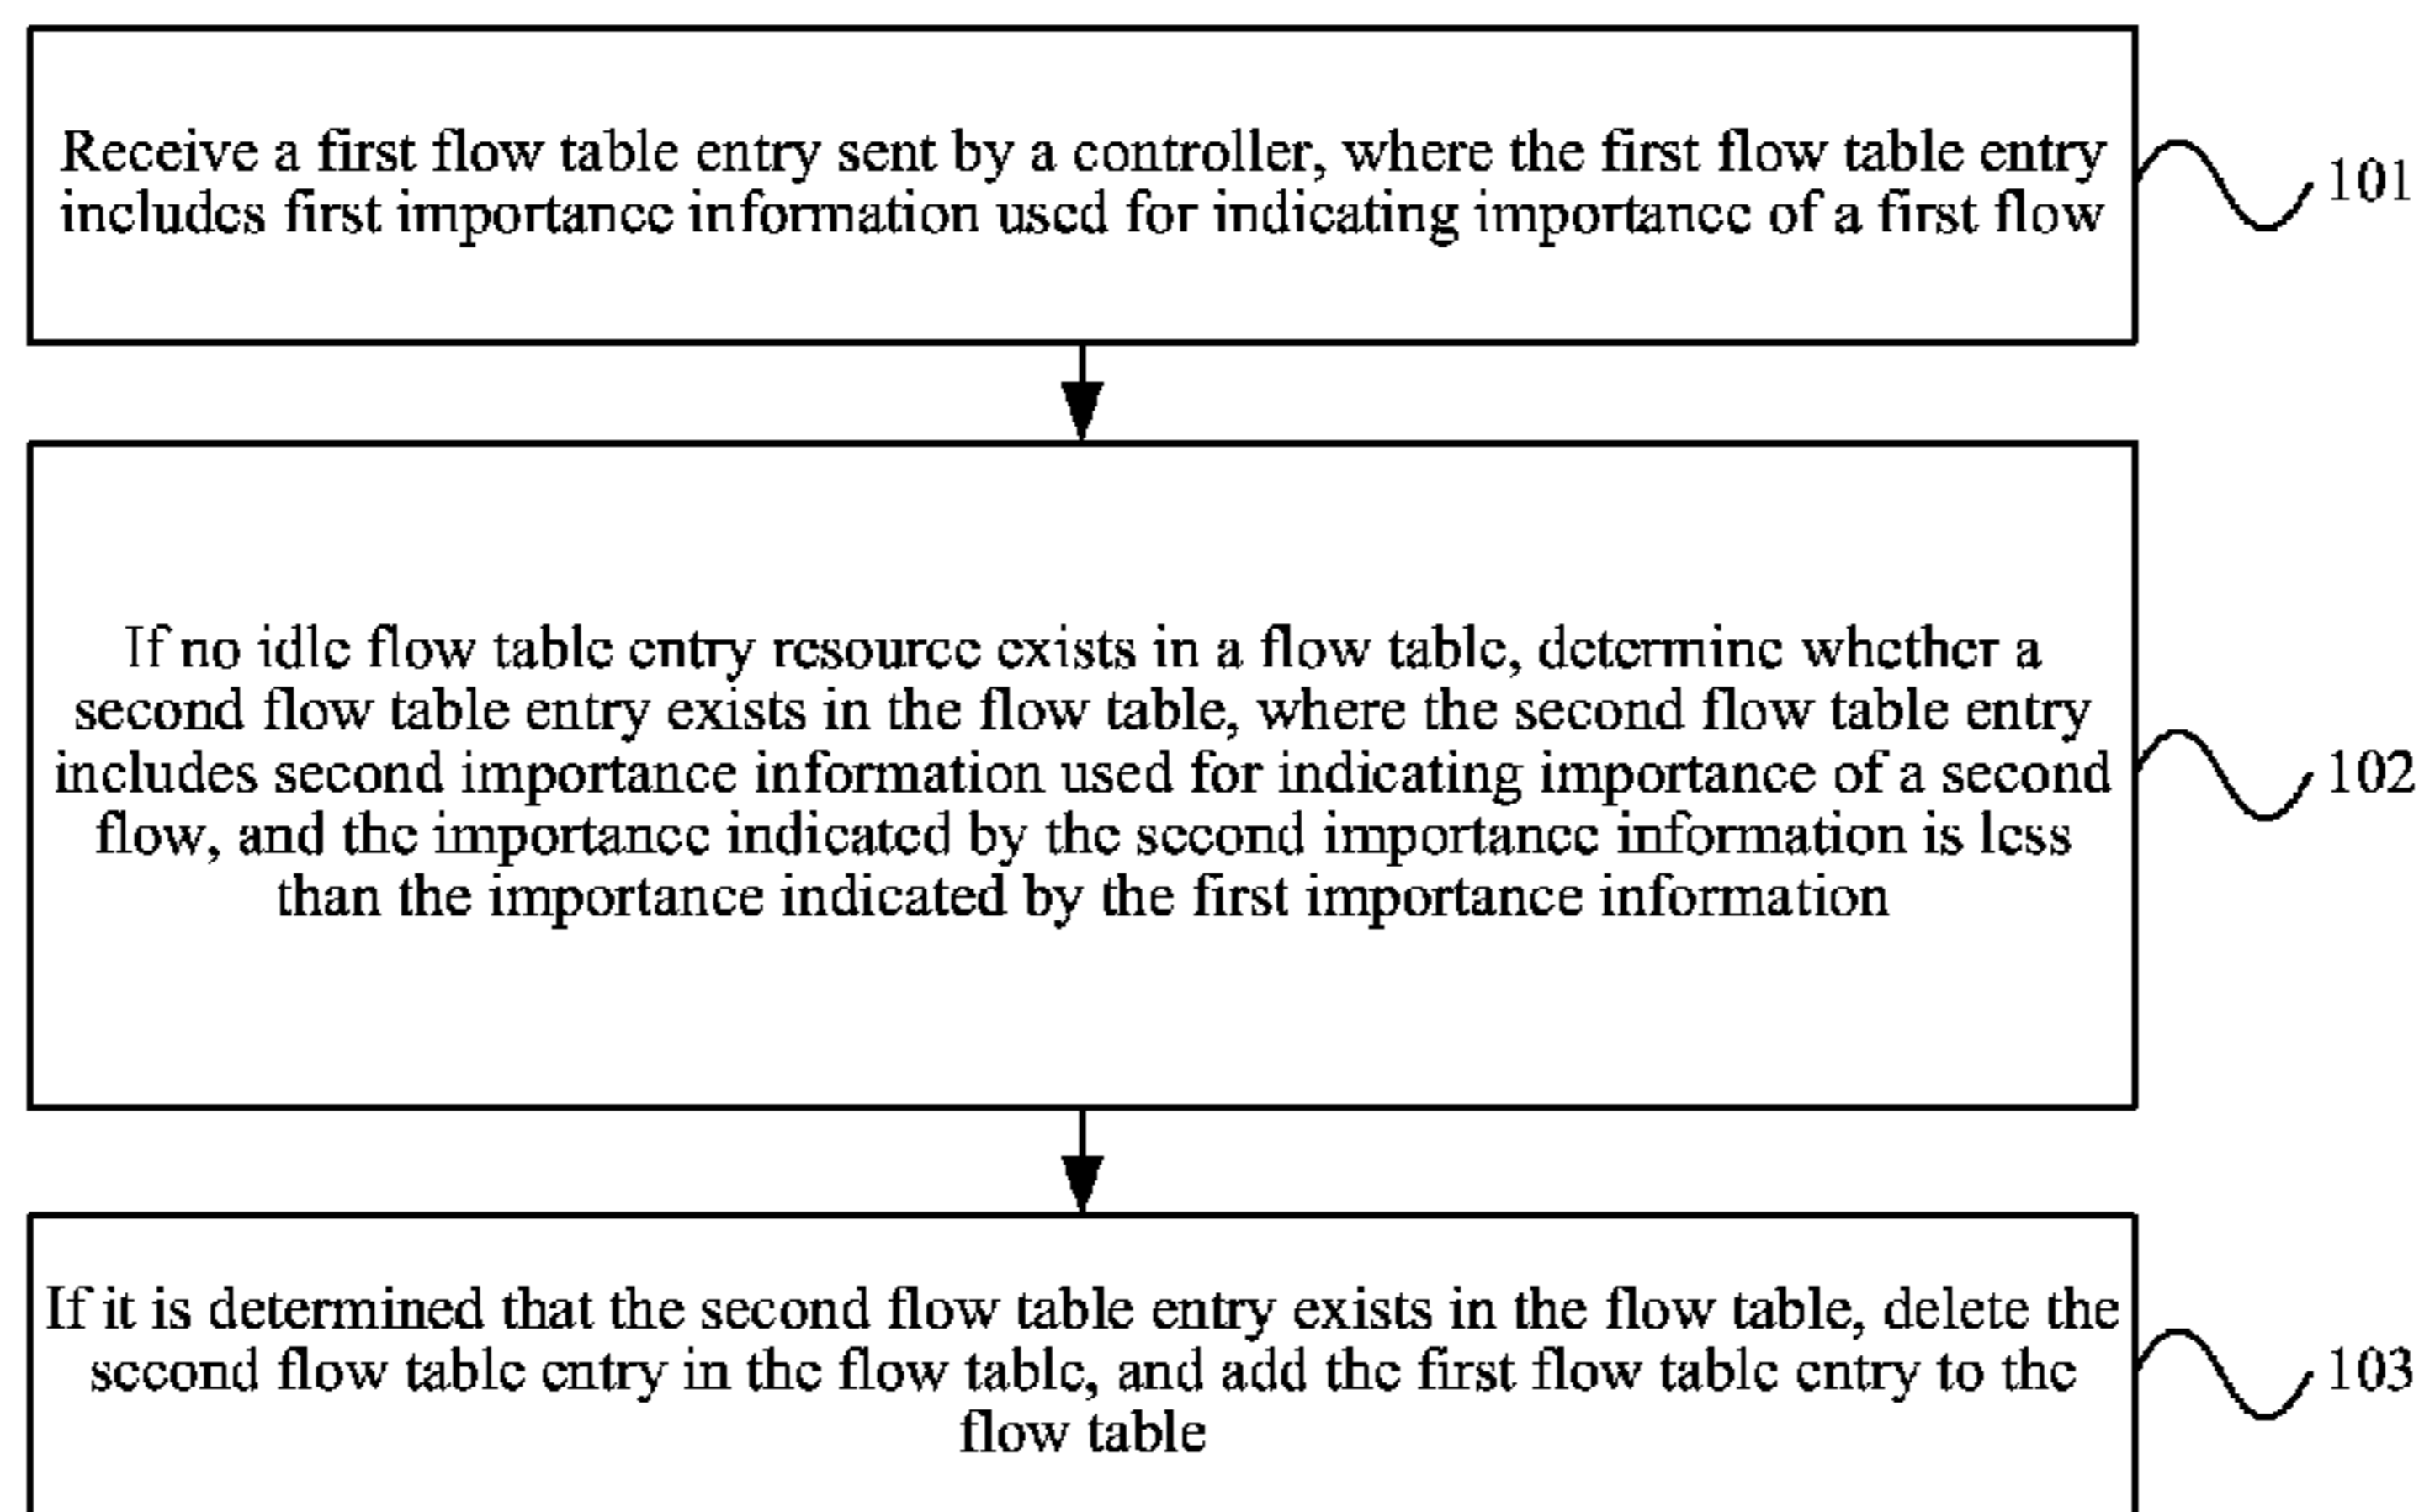 Receive a first flow table entry sent by a controller, where the first flow table entry
includes first importance information used for indicating importance of a first flow
101
If no idle flow table entry resource exists in a flow table, determine whether a
second flow table entry exists in the flow table, where the second flow table entry
includes second importance information used for indicating importance of a second
flow, and the importance indicated by the second importance information is less
than the importance indicated by the first importance information
102
If it is determined that the second flow table entry exists in the flow table, delete the
second flow table entry in the flow table, and add the first flow table entry to the
flow table
103